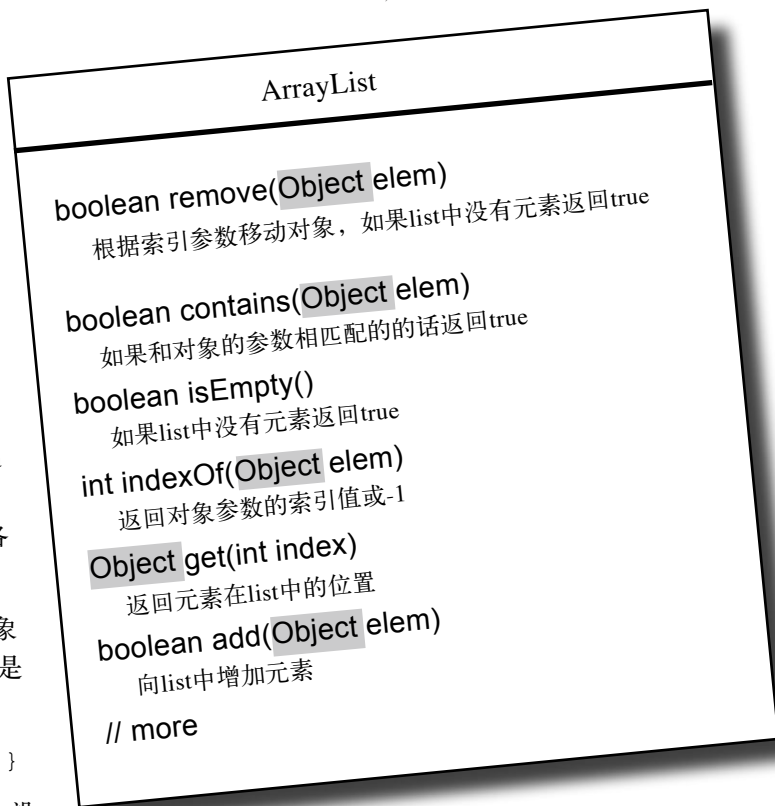 ArrayList
boolean remove(Object elem)
根据索引参数移动对象，如果list中没有元素返回true
boolean contains(Object elem)
如果和对象的参数相匹配的的话返回true
boolean isEmpty()
如果list中没有元素返回true
int indexOf(Object elem)
返回对象参数的索引值或-1
Object get(int index)
返回元素在list中的位置
boolean add(Object elem)
向list中增加元素
// more
象
是
}